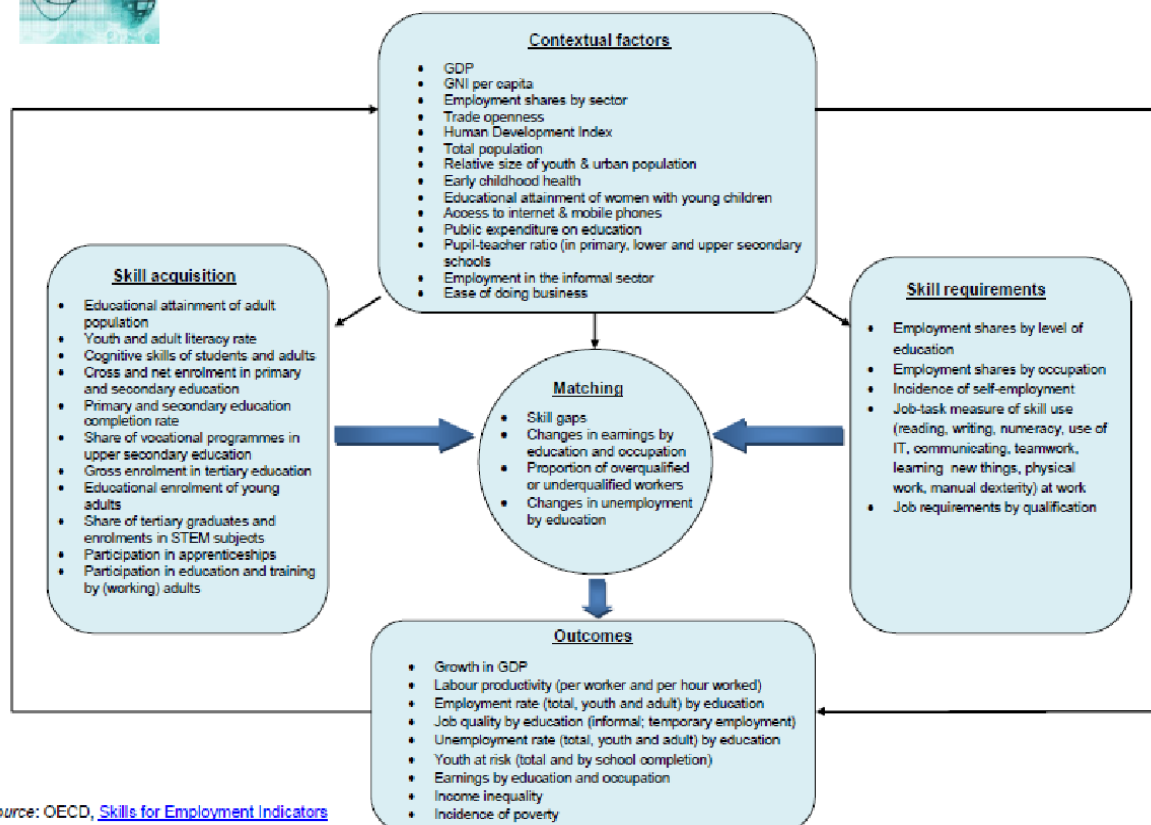 Contextual factors
• GDP
• GNI per capita
• Employment shares by sector
• Trade openness
• Human Development Index
• Total population
• Relative size of youth & urban population
• Early childhood health
• Educational attainment of women with young children
• Access to internet & mobile phones
• Public expenditure on education
• Pupil-teacher ratio (in primary, lower and upper secondary
schools
• Employment in the informal sector
• Ease of doing business
Skill acquisition
• Educational attainment of adult
population
• Youth and adult literacy rate
• Cognitive skills of students and adults
• Cross and net enrolment in primary
and secondary education
• Primary and secondary education
completion rate
• Share of vocational programmes in
upper secondary education
• Gross enrolment in tertiary education
• Educational enrolment of young
adults
• Share of tertiary graduates and
enrolments in STEM subjects
• Participation in apprenticeships
• Participation in education and training
by (working) adults
Matching
• Skill gaps
• Changes in earnings by
education and occupation
• Proportion of overqualified
or underqualified workers
• Changes in unemployment
by education
Skill requirements
• Employment shares by level of
education
• Employment shares by occupation
• Incidence of self-employment
• Job-task measure of skill use
(reading, writing, numeracy, use of
IT, communicating, teamwork,
learning new things, physical
work, manual dexterity) at work
• Job requirements by qualification
Outcomes
• Growth in GDP
• Labour productivity (per worker and per hour worked)
• Employment rate (total, youth and adult) by education
• Job quality by education (informal; temporary employment)
• Unemployment rate (total, youth and adult) by education
• Youth at risk (total and by school completion)
• Earnings by education and occupation
• Income inequality
• Incidence of poverty
ource: OECD, Skills for Employment Indicators